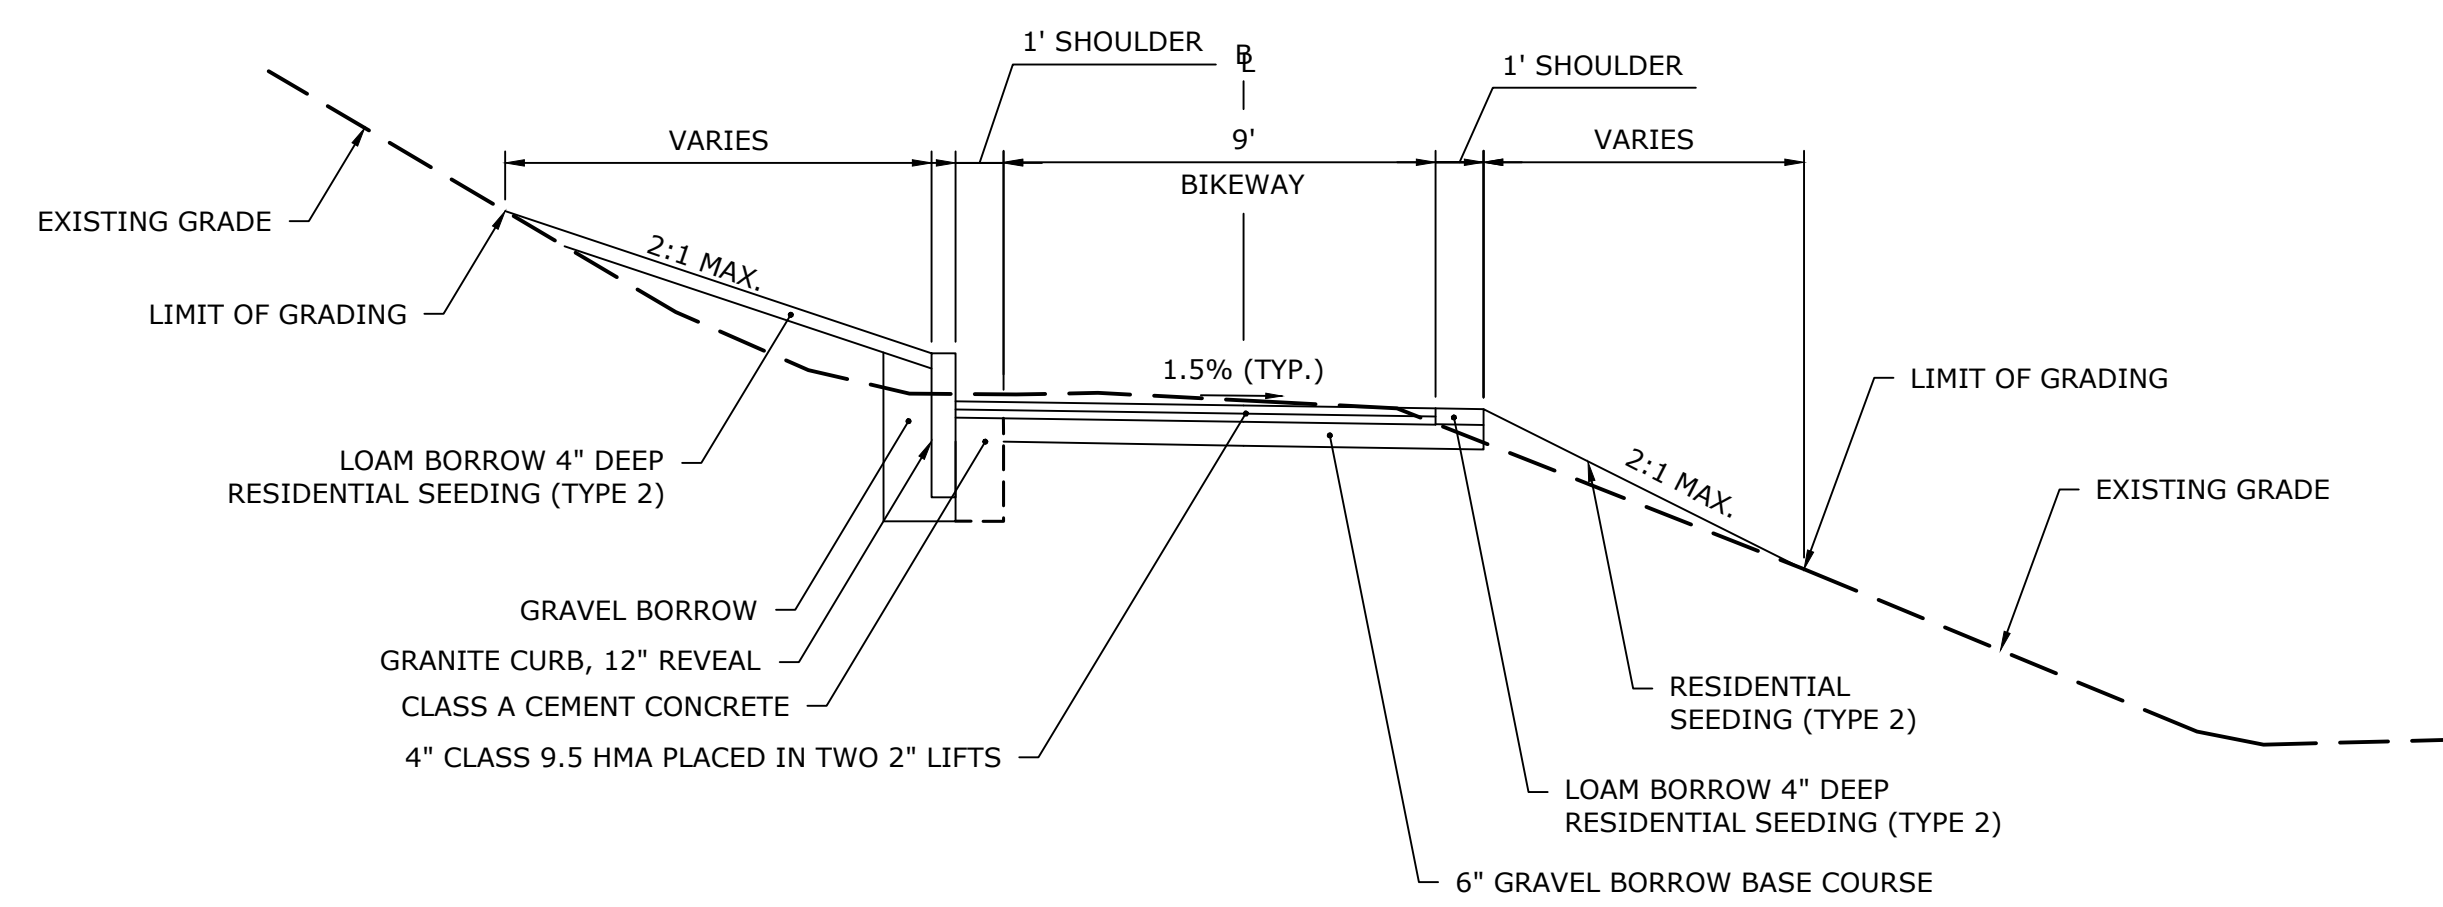 1' SHOULDER
BL
1' SHOULDER
VARIES
9'
VARIES
BIKEWAY
EXISTING GRADE
2:1 MAX.
LIMIT OF GRADING
1.5% (TYP.)
LIMIT OF GRADING
LOAM BORROW 4" DEEP
RESIDENTIAL SEEDING (TYPE 2)
2:1 MAX.
EXISTING GRADE
GRAVEL BORROW
GRANITE CURB, 12" REVEAL
CLASS A CEMENT CONCRETE
4" CLASS 9.5 HMA PLACED IN TWO 2" LIFTS
RESIDENTIAL
SEEDING (TYPE 2)
LOAM BORROW 4" DEEP
RESIDENTIAL SEEDING (TYPE 2)
6" GRAVEL BORROW BASE COURSE